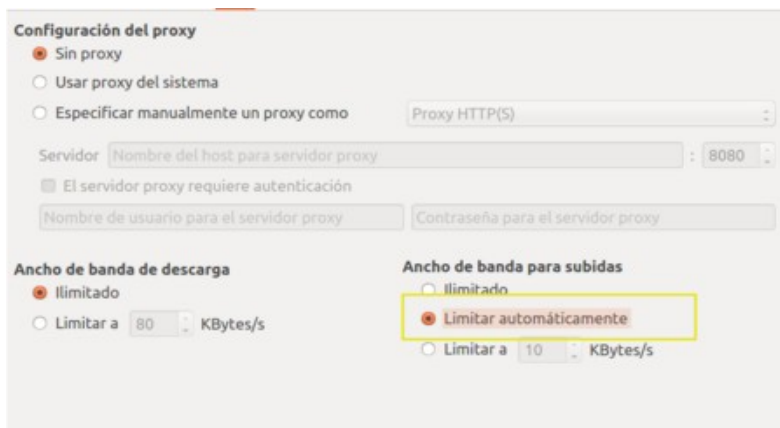 Configuración del proxy
Sin proxy
Usar proxy del sistema
Especificar manualmente un proxy como Proxy HTTP(S)
Servidor Nombre del host para servidor proxy : 8080
El servidor proxy requiere autenticación
Nombre de usuario para el servidor proxy Contraseña para el servidor proxy
Ancho de banda de descarga
Ilimitado
Limitar a 80 KBytes/s
Ancho de banda para subidas
Ilimitado
Limitar automáticamente
Limitar a 10 KBytes/s